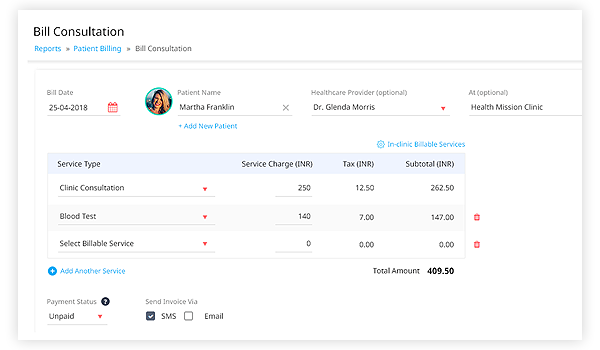 Bill Consultation
Reports » Patient Billing » Bill Consultation
Bill Date Patient Name Healthcare Provider (optional) At (optional)
25-04-2018 Martha Franklin Dr. Glenda Morris Health Mission Clinic
+ Add New Patient
In-clinic Billable Services
Service Type Service Charge (INR) Tax (INR) Subtotal (INR)
Clinic Consultation 250 12.50 262.50
Blood Test 140 7.00 147.00
Select Billable Service 0 0.00 0.00
Add Another Service Total Amount 409.50
Payment Status ? Send Invoice Via
Unpaid SMS Email